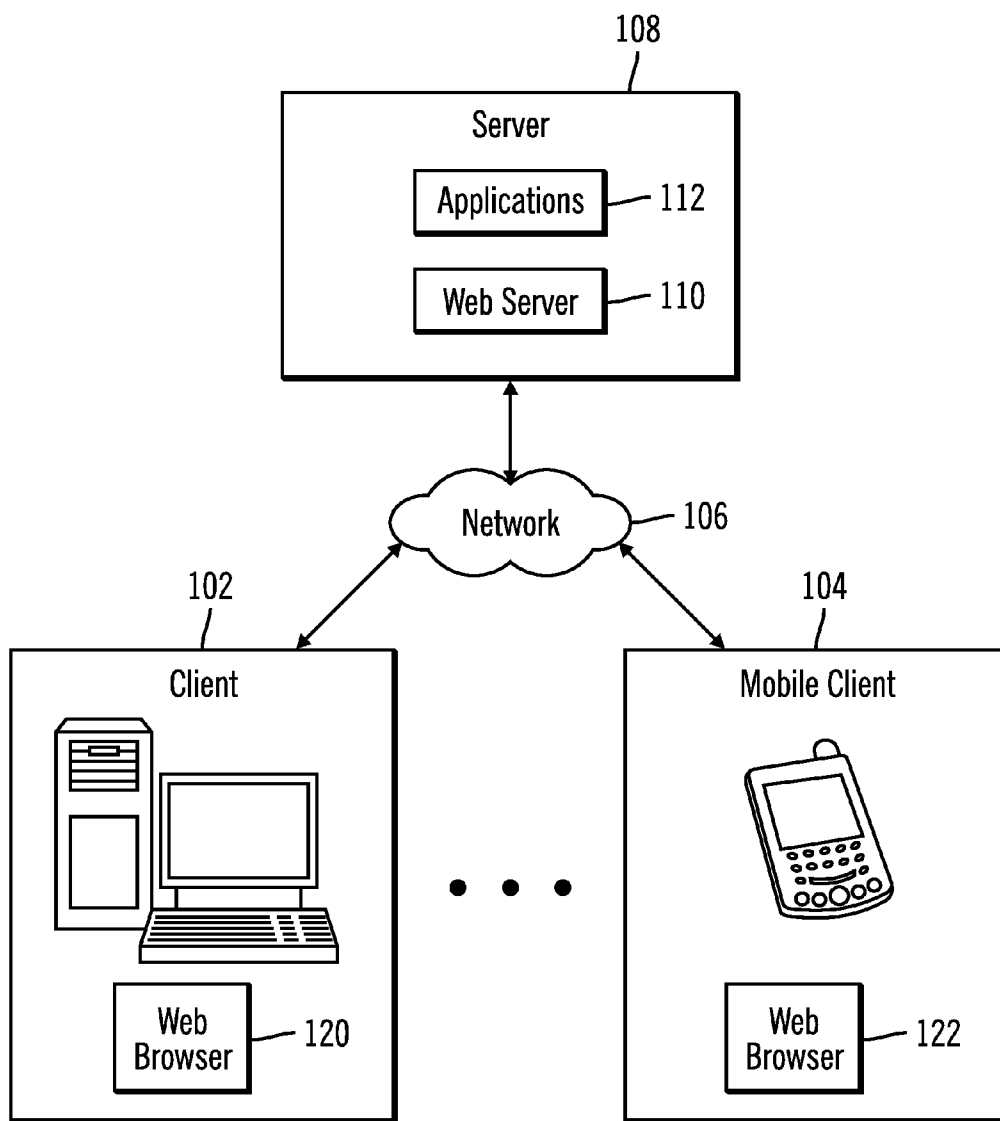 108
Server
Applications
112
Web Server
110
Network
106
102
104
Client
Mobile Client
Web
Browser
120
Web
Browser
122